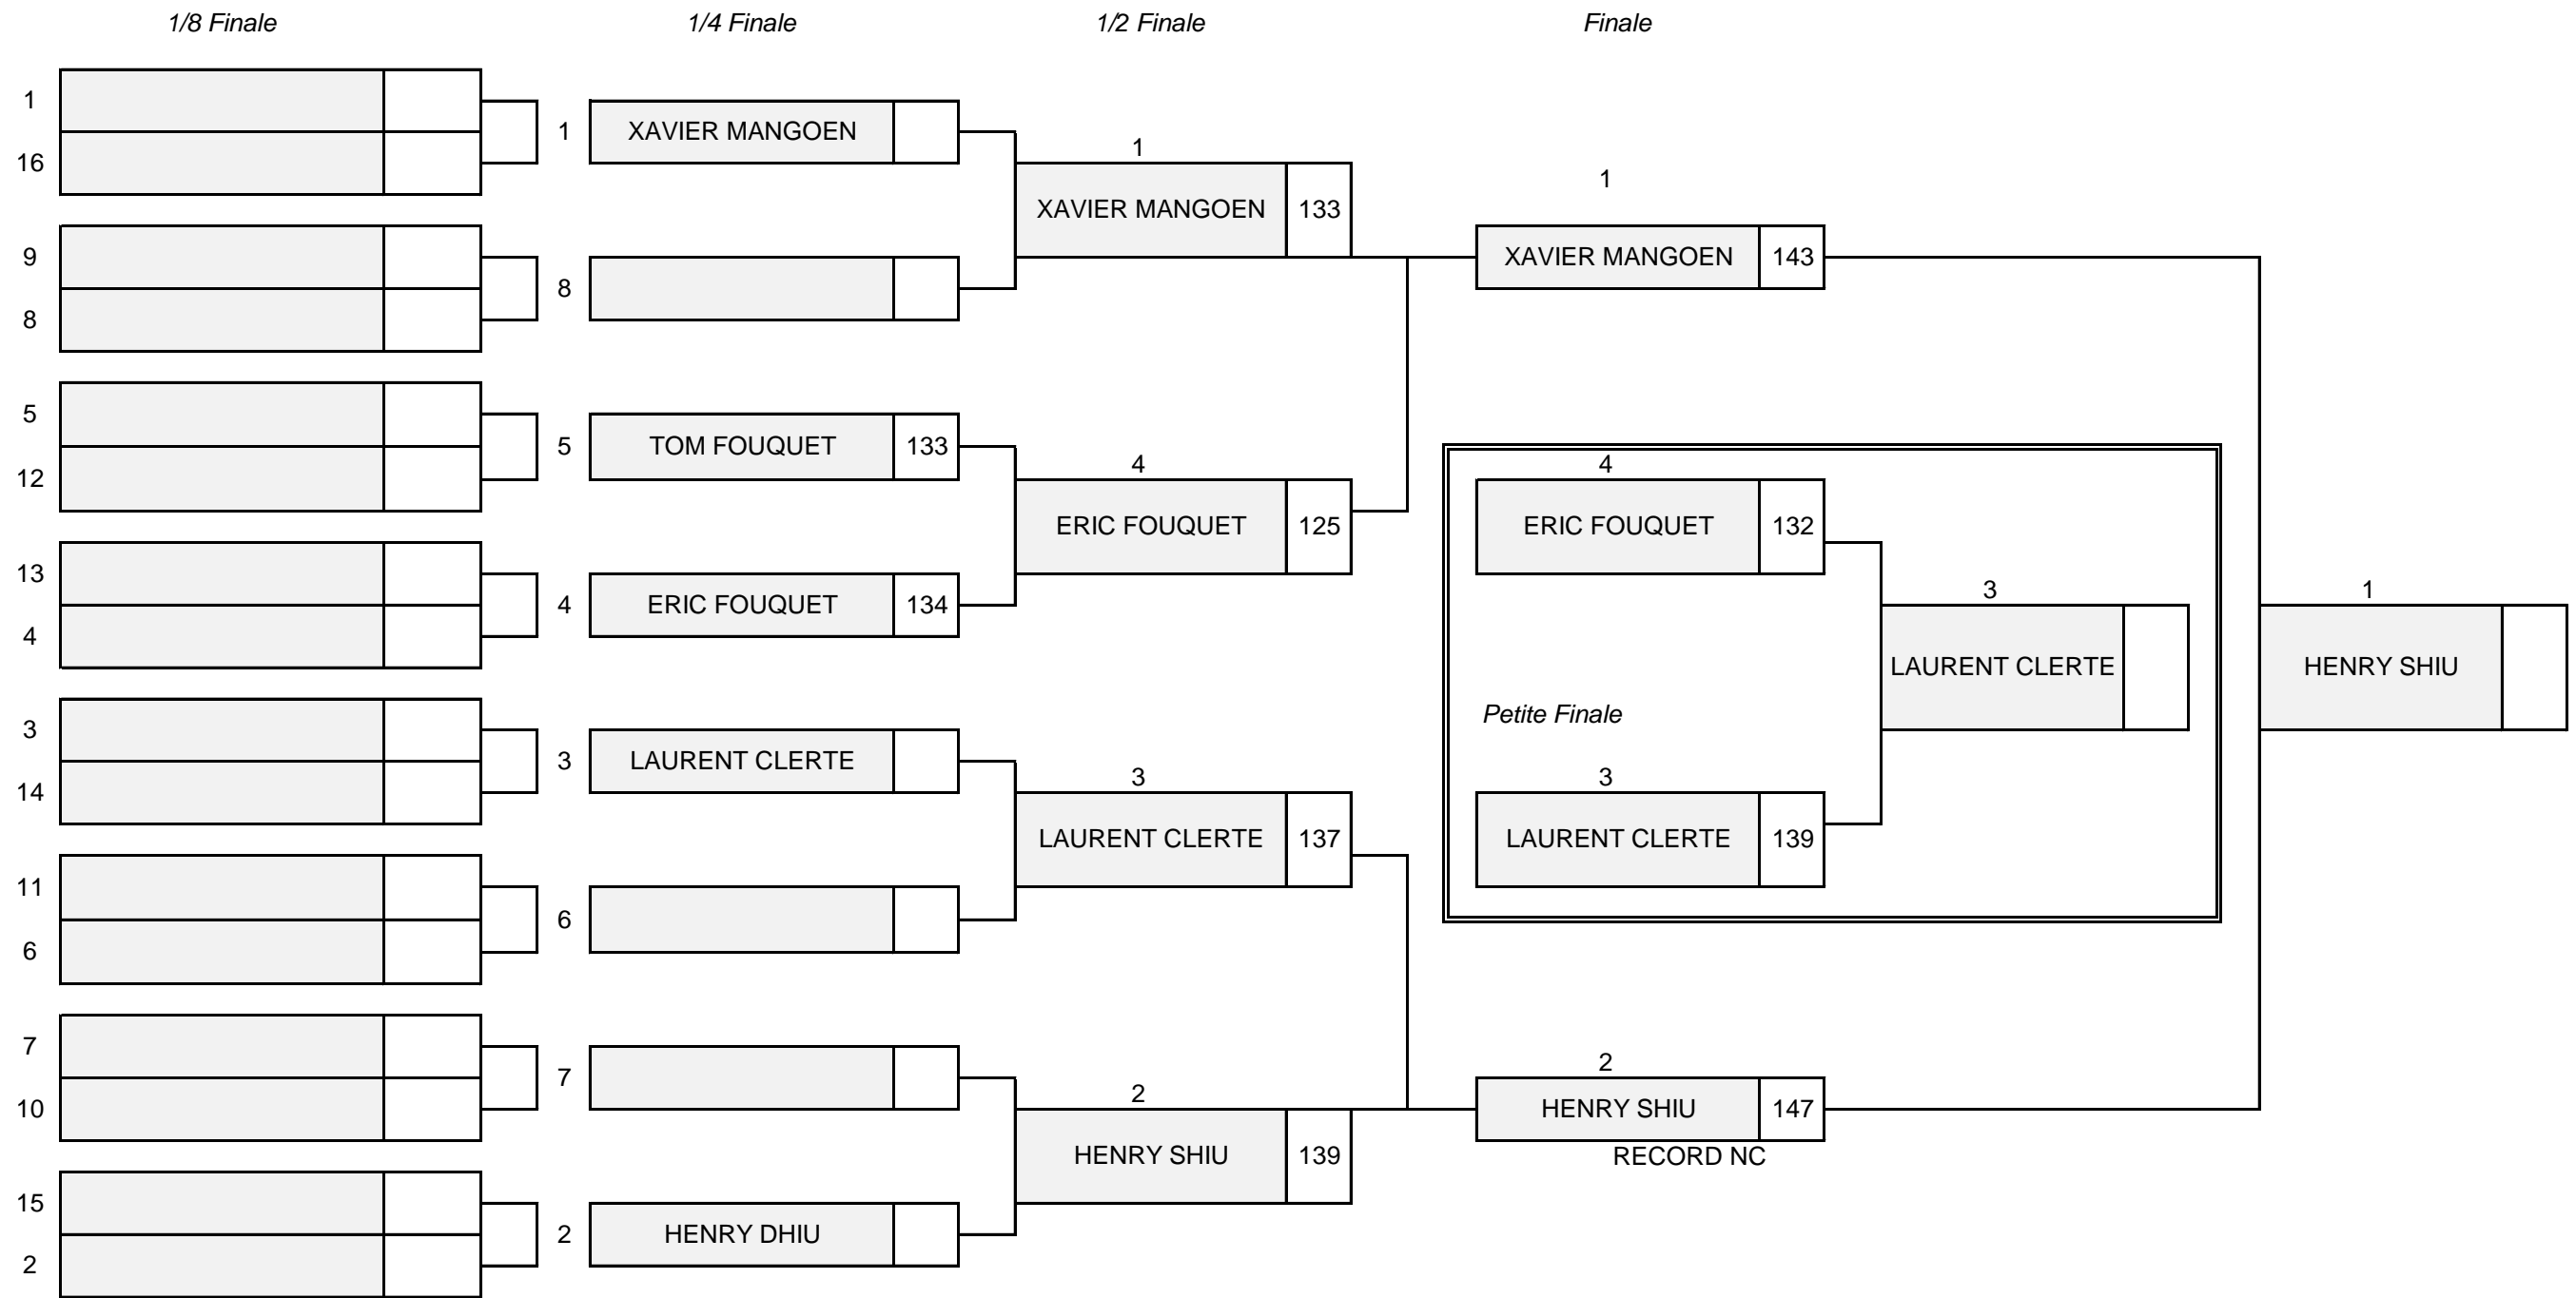 1/8 Finale
1/4 Finale
1/2 Finale
Finale
1
16
9
8
5
12
13
4
3
14
11
6
7
10
15
2
1 XAVIER MANGOEN
8
5 TOM FOUQUET 133
4 ERIC FOUQUET 134
3 LAURENT CLERTE
6
7
2 HENRY DHIU
1
XAVIER MANGOEN 133
4
ERIC FOUQUET 125
3
LAURENT CLERTE 137
2
HENRY SHIU 139
1
XAVIER MANGOEN 143
4
ERIC FOUQUET 132
Petite Finale
3
LAURENT CLERTE 139
3
LAURENT CLERTE
2
HENRY SHIU 147
RECORD NC
1
HENRY SHIU